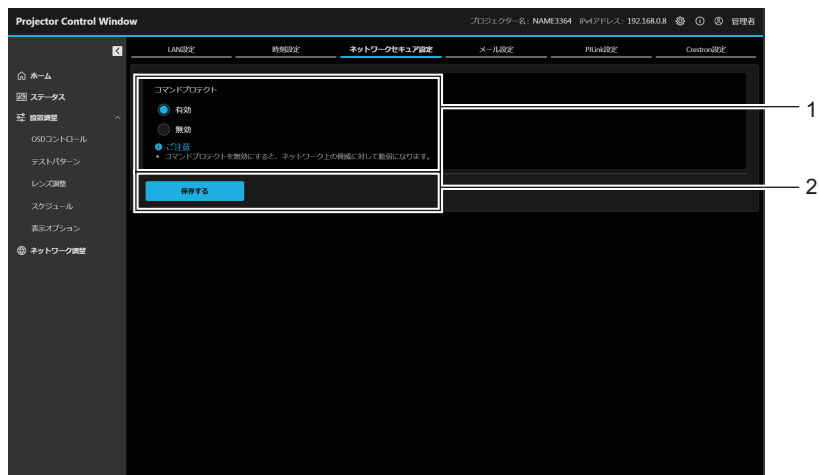 Projector Control Window
プロジェクター名: NAME3364 IPv4アドレス: 192.168.0.8 管理者
LAN設定 時刻設定 ネットワークセキュア設定 メール設定 PJLink設定 Crestron設定
ホーム
ステータス
設置調整
OSDコントロール
テストパターン
レンズ調整
スケジュール
表示オプション
ネットワーク調整
コマンドプロテクト
有効
無効
ご注意
• コマンドプロテクトを無効にすると、ネットワーク上の脅威に対して脆弱になります。
保存する
1
2